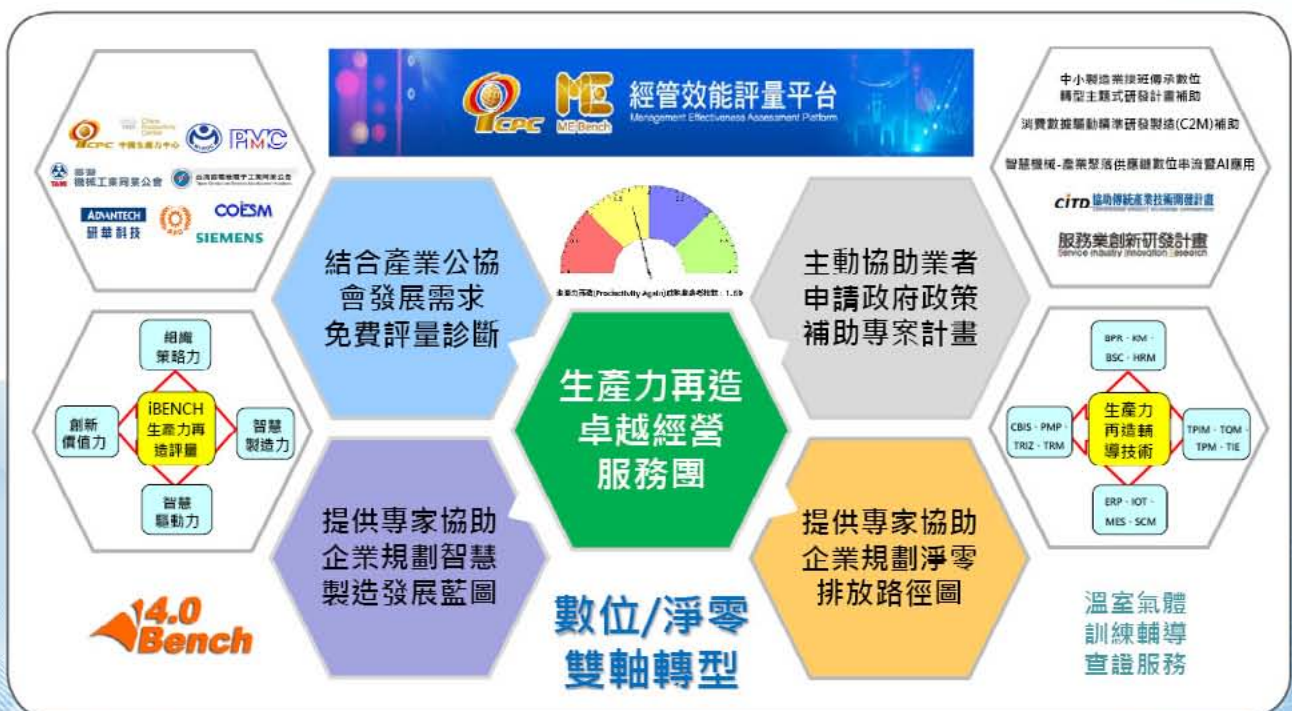 CPC
ME
MEBench
經管效能評量平台
Management Effectiveness Assessment Platform
CPC
China
Productivity
Center
中國生產力中心
PMC
TAMI
機械工業同業公會
ADVANTECH
研華科技
APO
COESM
SIEMENS
中小製造業接班傳承數位
轉型主題式研發計畫補助
消費數據驅動精準研發製造(C2M)補助
智慧機械-產業聚落供應鏈數位串流暨AI應用
CITD 協助傳統產業技術開發計畫
服務業創新研發計畫
Service Industry Innovation Research
結合產業公協
會發展需求
免費評量診斷
生產力再造(Productivity Again)
主動協助業者
申請政府政策
補助專案計畫
生產力再造
卓越經營
服務團
組織
策略力
創新
價值力
iBENCH
生產力再
造評量
智慧
製造力
智慧
驅動力
BPR、KM、
BSC、HRM
CBIS、PMP、
TRIZ、TRM
生產力
再造輔
導技術
TPIM、TQM、
TPM、TIE
ERP、IOT、
MES、SCM
提供專家協助
企業規劃智慧
製造發展藍圖
提供專家協助
企業規劃淨零
排放路徑圖
4.0
Bench
數位/淨零
雙軸轉型
溫室氣體
訓練輔導
查證服務